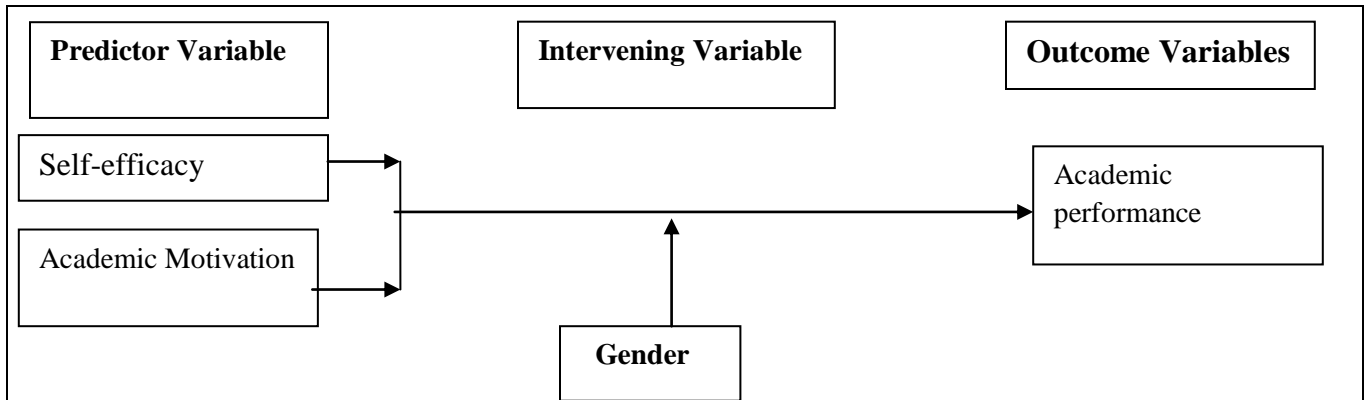 Predictor Variable
Intervening Variable
Outcome Variables
Self-efficacy
Academic Motivation
Academic
performance
Gender